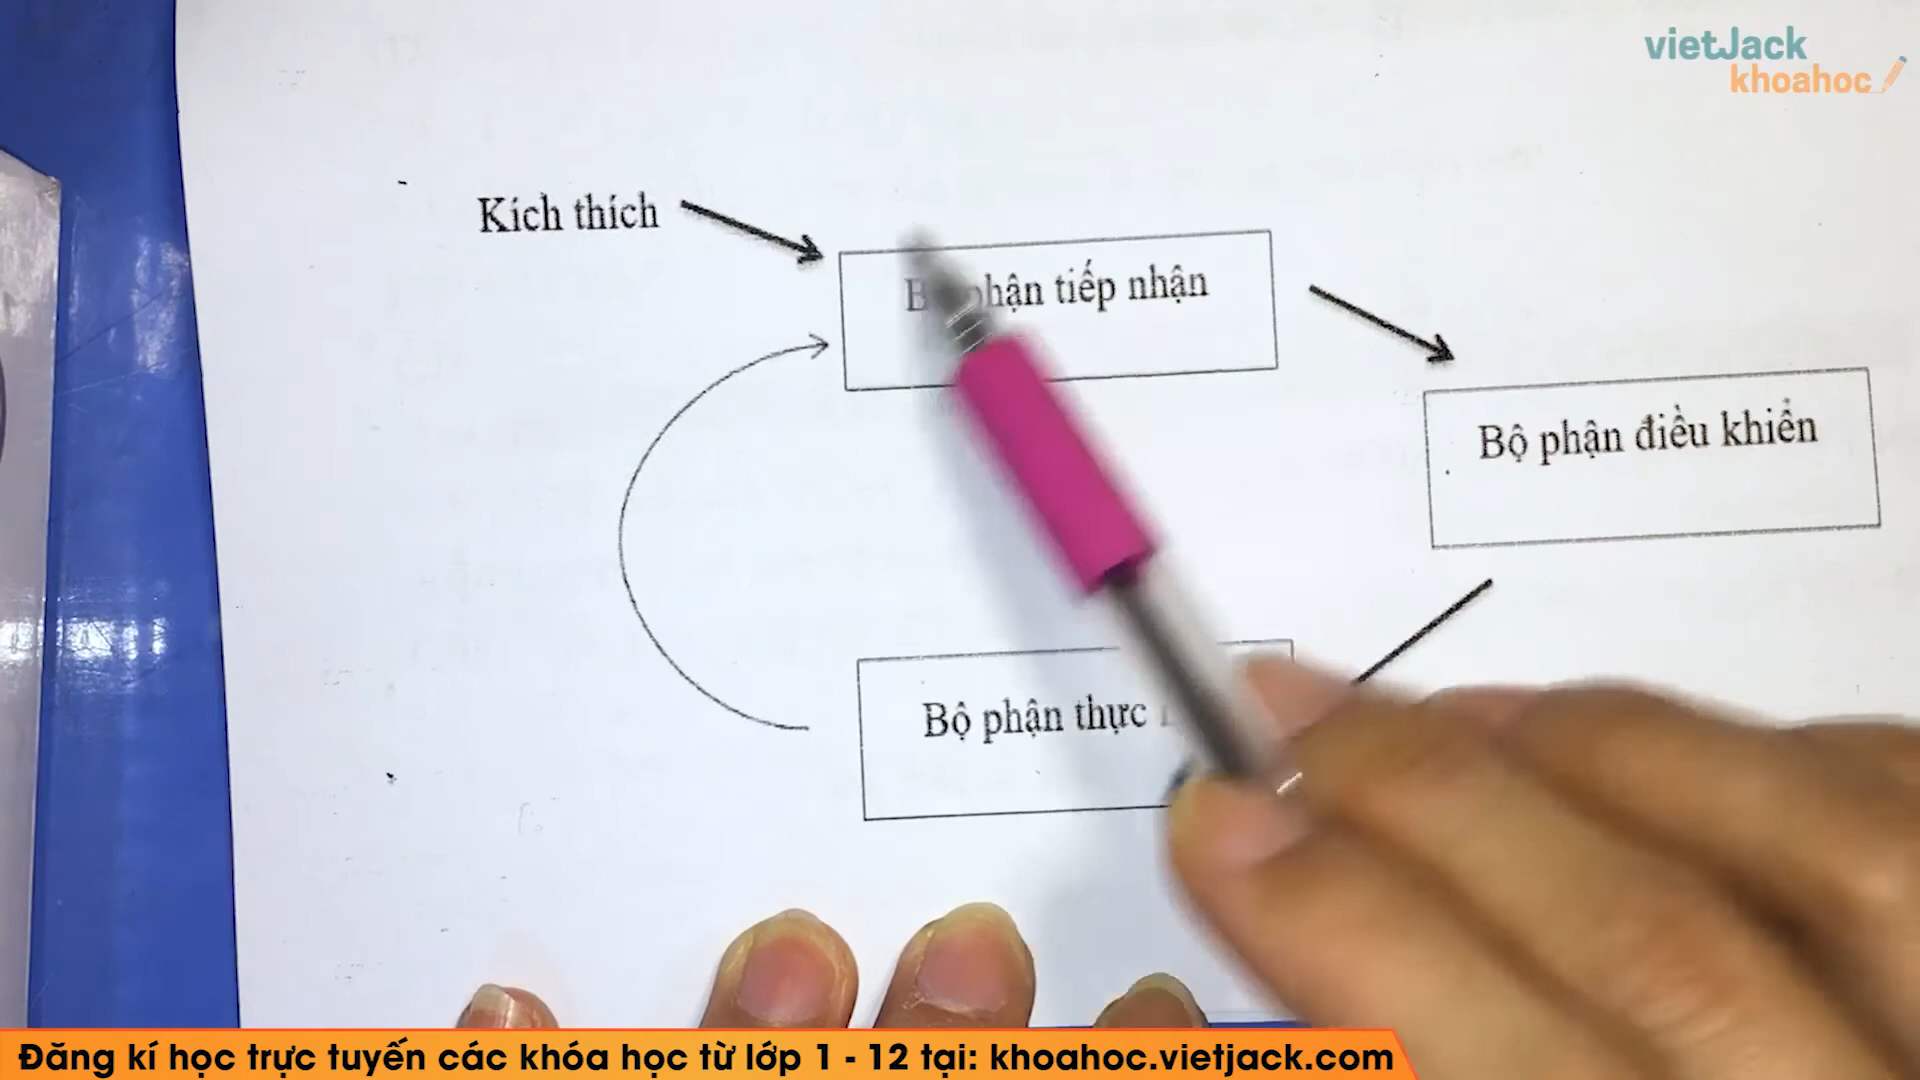 vietJack
khoahoc
Kích thích
phận tiếp nhận
Bộ phận điều khiển
Bộ phận thực
Đăng kí học trực tuyến các khóa học từ lớp 1 - 12 tại: khoahoc.vietjack.com